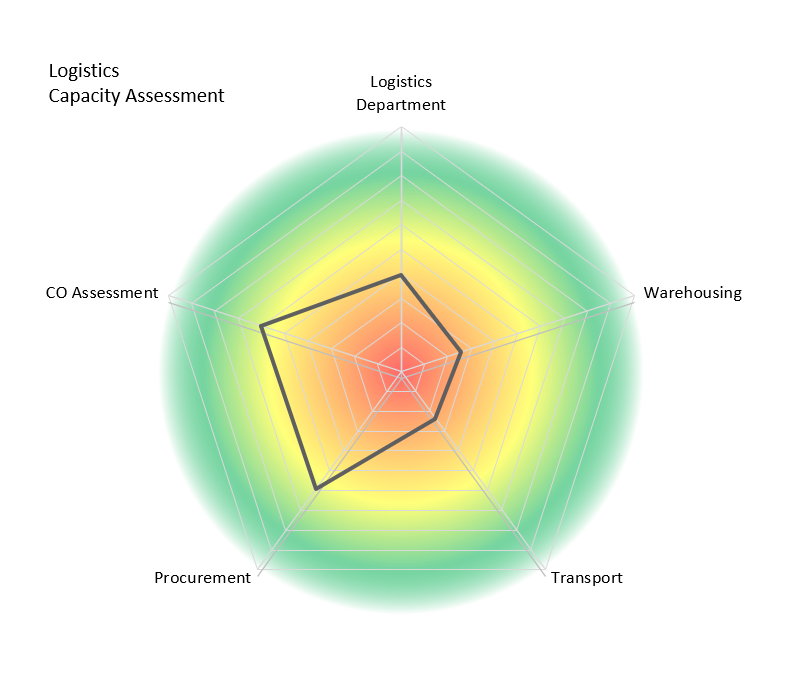 Logistics
Capacity Assessment
Logistics
Department
CO Assessment
Warehousing
Procurement
Transport